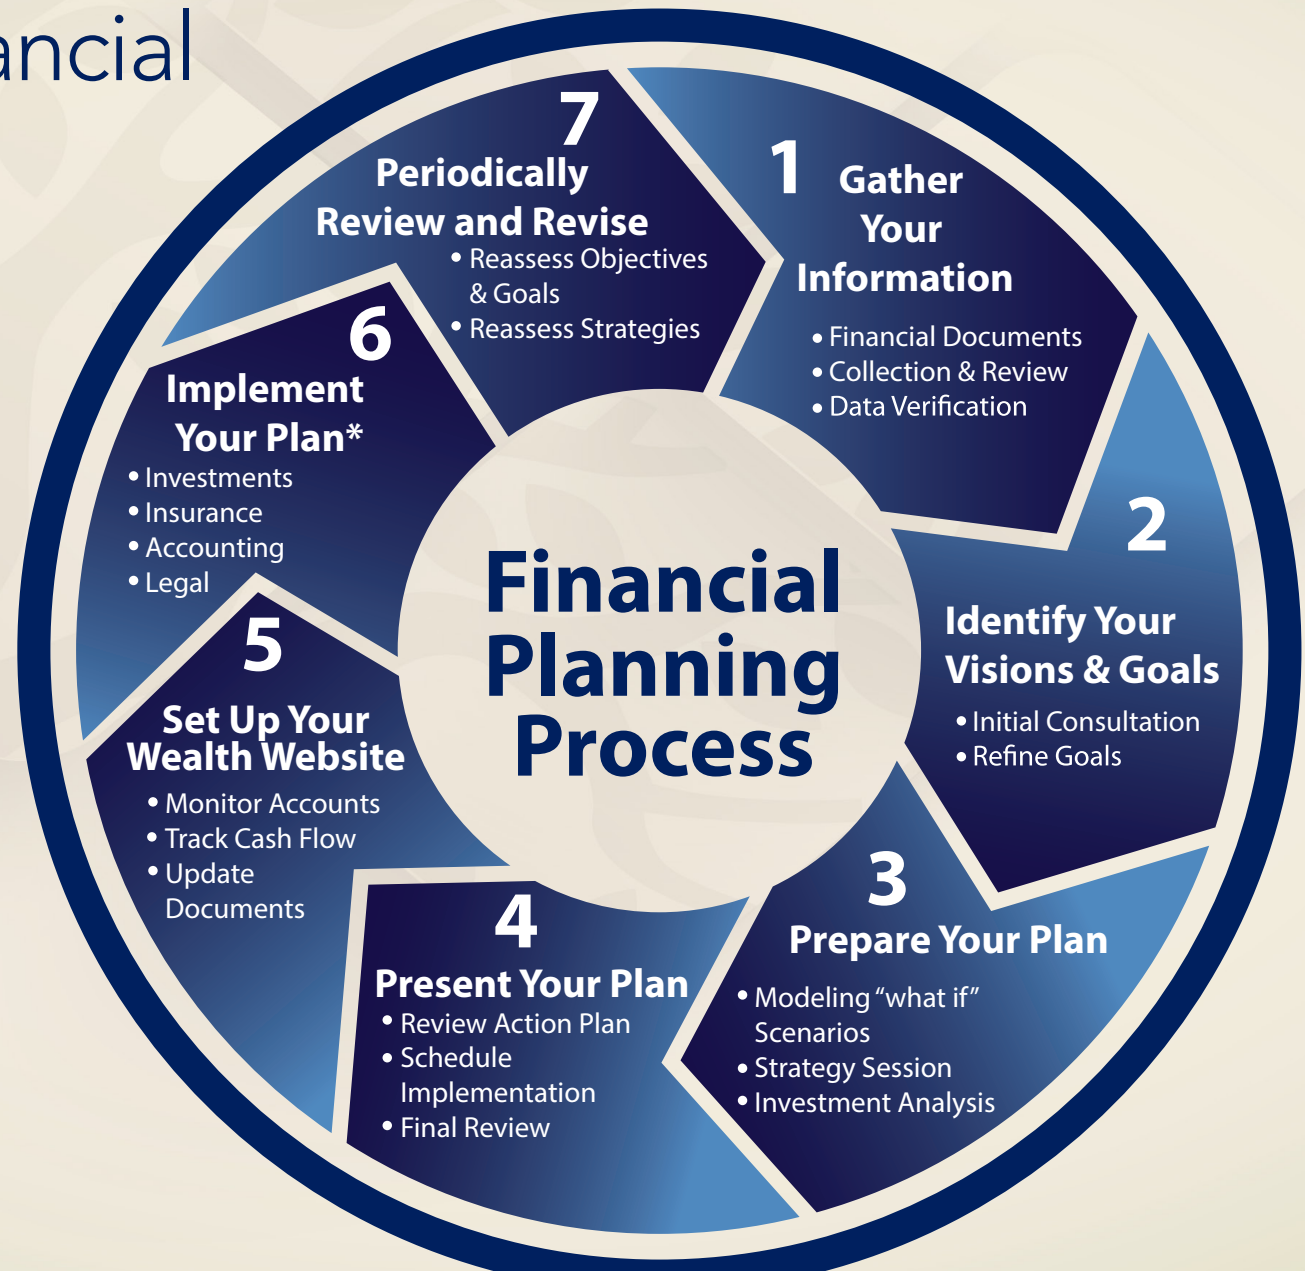 ancial
Financial
Planning
Process
1
Gather
Your
Information
• Financial Documents
• Collection & Review
• Data Verification
2
Identify Your
Visions & Goals
• Initial Consultation
• Refine Goals
3
Prepare Your Plan
• Modeling “what if”
Scenarios
• Strategy Session
• Investment Analysis
4
Present Your Plan
• Review Action Plan
• Schedule
Implementation
• Final Review
5
Set Up Your
Wealth Website
• Monitor Accounts
• Track Cash Flow
• Update
Documents
6
Implement
Your Plan*
• Investments
• Insurance
• Accounting
• Legal
7
Periodically
Review and Revise
• Reassess Objectives
& Goals
• Reassess Strategies